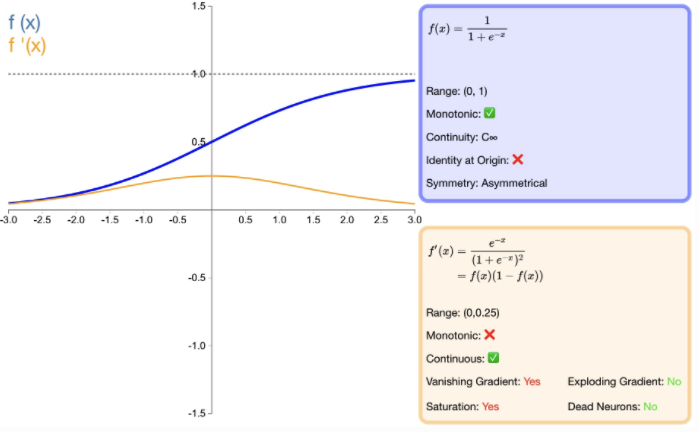 f (x)
f '(x)
1.5
1.0
0.5
-3.0 -2.5 -2.0 -1.5 -1.0 -0.5 0.5 1.0 1.5 2.0 2.5 3.0
-0.5
-1.0
-1.5
f(x) = 1 / (1 + e^{-x})
Range: (0, 1)
Monotonic: ✅
Continuity: C∞
Identity at Origin: ❌
Symmetry: Asymmetrical
f′(x) = e^{-x} / (1 + e^{-x})^2
= f(x)(1 − f(x))
Range: (0,0.25)
Monotonic: ❌
Continuous: ✅
Vanishing Gradient: Yes Exploding Gradient: No
Saturation: Yes Dead Neurons: No